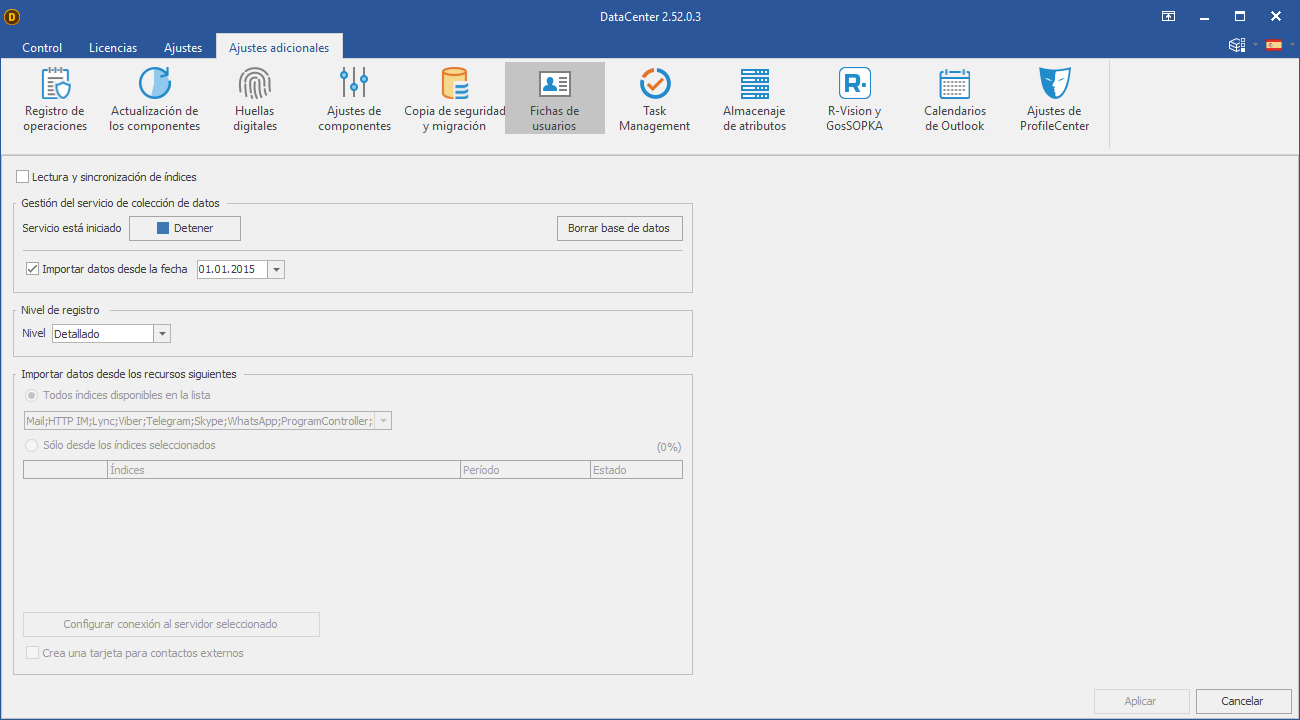 D
DataCenter 2.52.0.3
Control Licencias Ajustes Ajustes adicionales
Registro de
operaciones
Actualización de
los componentes
Huellas
digitales
Ajustes de
componentes
Copia de seguridad
y migración
Fichas de
usuarios
Task
Management
Almacenaje
de atributos
R-Vision y
GosSOPKA
Calendarios
de Outlook
Ajustes de
ProfileCenter
Lectura y sincronización de índices
Gestión del servicio de colección de datos
Servicio está iniciado Detener Borrar base de datos
Importar datos desde la fecha 01.01.2015
Nivel de registro
Nivel Detallado
Importar datos desde los recursos siguientes
Todos índices disponibles en la lista
Mail;HTTP IM;Lync;Viber;Telegram;Skype;WhatsApp;ProgramController;
Sólo desde los índices seleccionados (0%)
Índices Período Estado
Configurar conexión al servidor seleccionado
Crea una tarjeta para contactos externos
Aplicar Cancelar